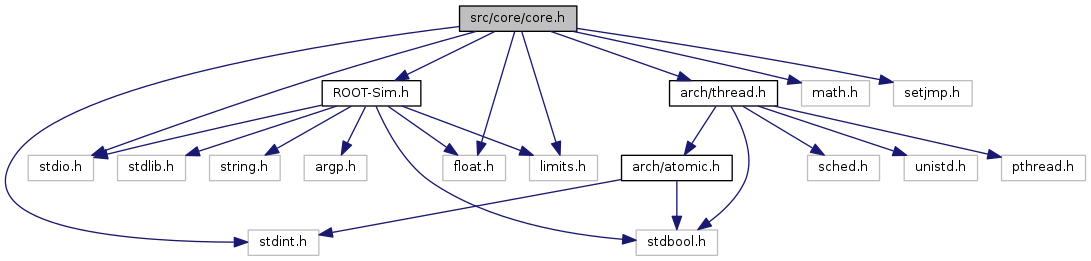 src/core/core.h
ROOT-Sim.h
arch/thread.h
math.h
setjmp.h
stdio.h
stdlib.h
string.h
argp.h
float.h
limits.h
arch/atomic.h
sched.h
unistd.h
pthread.h
stdint.h
stdbool.h